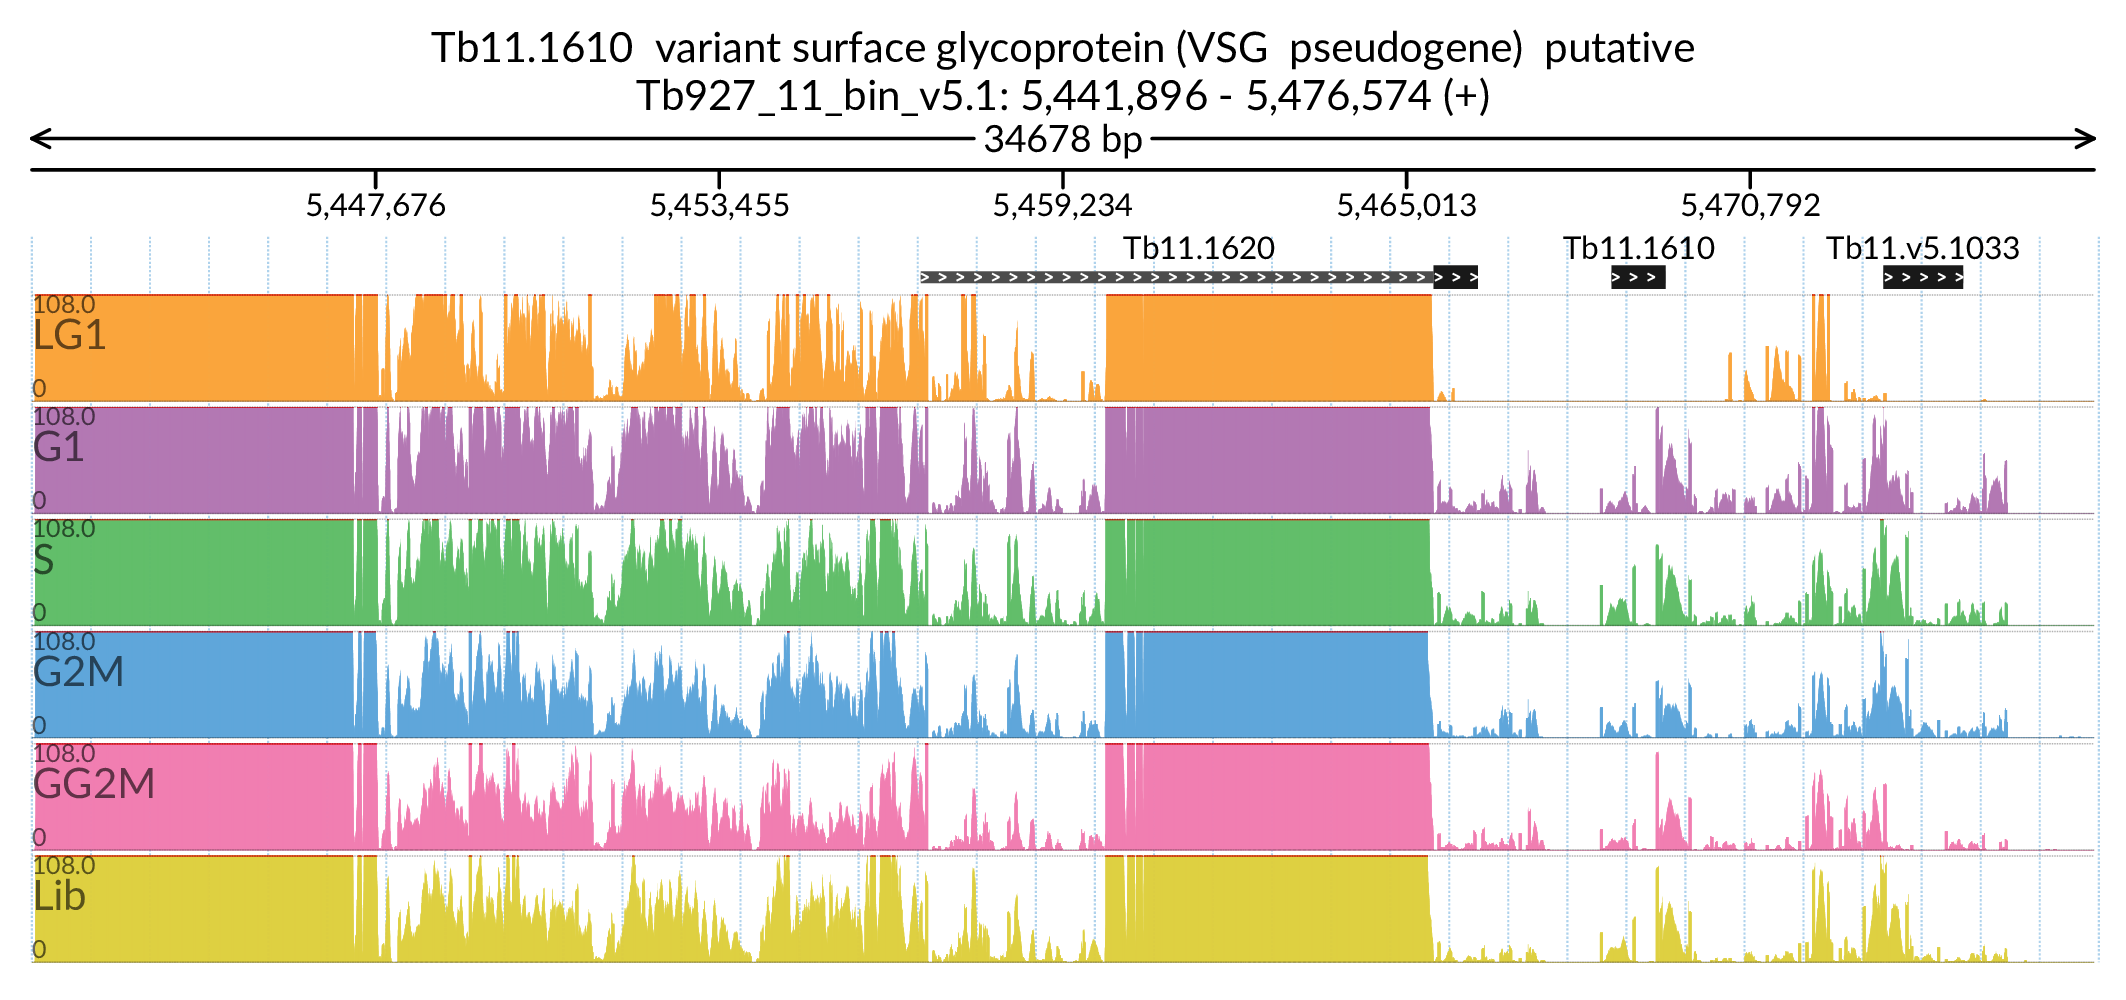 Tb11.1610 variant surface glycoprotein (VSG pseudogene) putative
Tb927_11_bin_v5.1: 5,441,896 - 5,476,574 (+)
34678 bp
5,447,676 5,453,455 5,459,234 5,465,013 5,470,792
Tb11.1620 Tb11.1610 Tb11.v5.1033
108.0
LG1
0
108.0
G1
0
108.0
S
0
108.0
G2M
0
108.0
GG2M
0
108.0
Lib
0